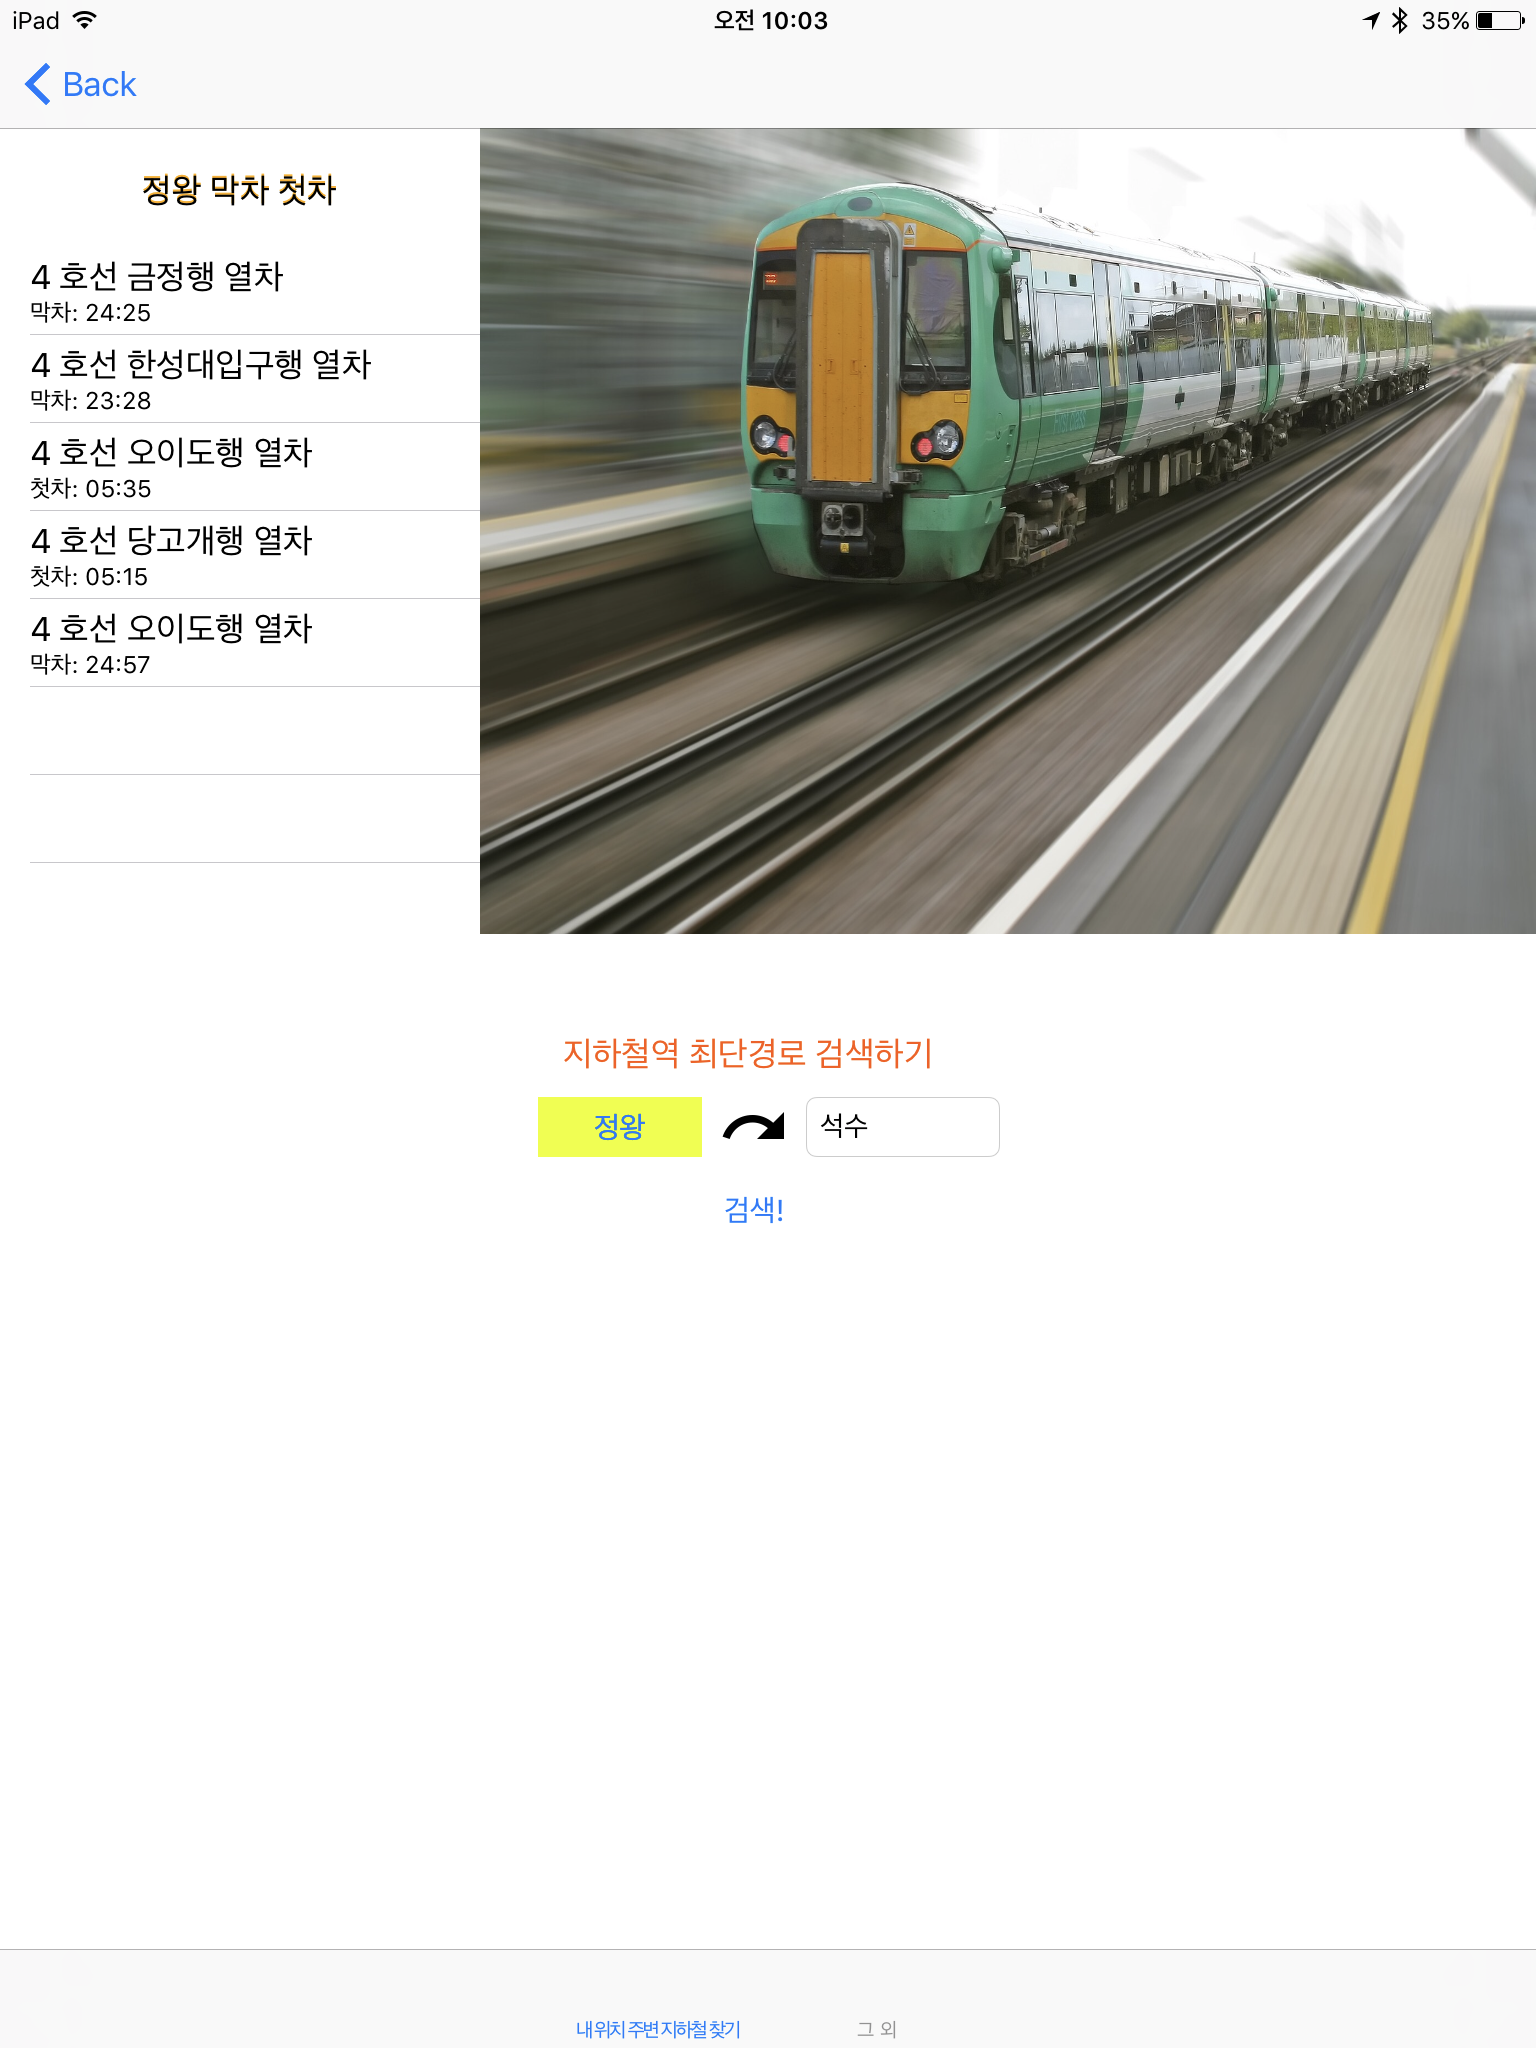 iPad 오전 10:03 35%
Back
정왕 막차 첫차
4 호선 금정행 열차
막차: 24:25
4 호선 한성대입구행 열차
막차: 23:28
4 호선 오이도행 열차
첫차: 05:35
4 호선 당고개행 열차
첫차: 05:15
4 호선 오이도행 열차
막차: 24:57
First Class
지하철역 최단경로 검색하기
정왕 석수
검색!
내 위치 주변 지하철 찾기 그 외